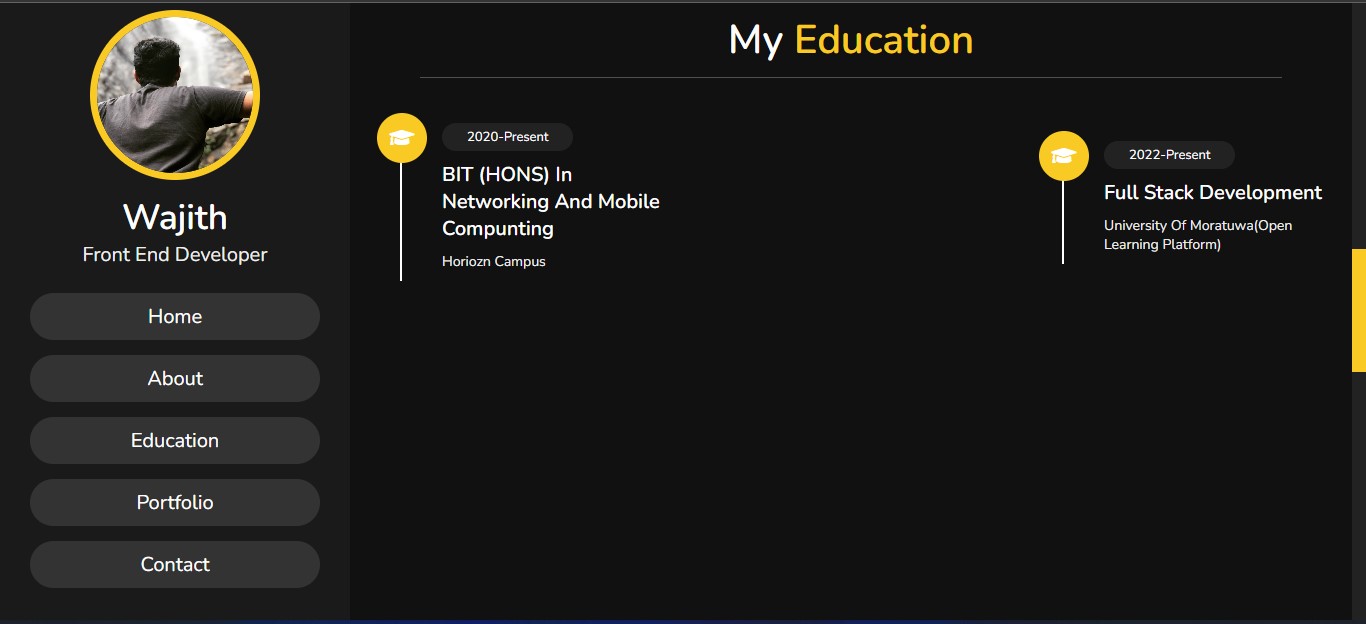 My Education
Wajith
Front End Developer
Home
About
Education
Portfolio
Contact
2020-Present
BIT (HONS) In
Networking And Mobile
Compunting
Horiozn Campus
2022-Present
Full Stack Development
University Of Moratuwa(Open
Learning Platform)